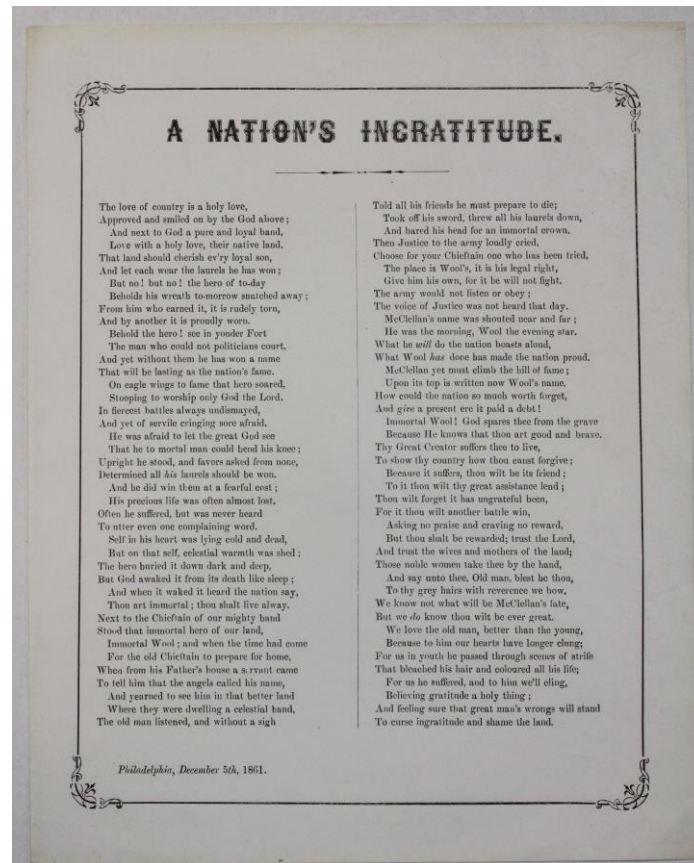 A NATION'S INGRATITUDE.
The love of country is a holy love,
Approved and smiled on by the God above;
And next to God a pure and loyal band,
Love with a holy love, their native land.
That land should cherish ev'ry loyal son,
And let each wear the laurels he has won;
But no! but no! the hero of to-day
Beholds his wreath to-morrow snatched away;
From him who earned it, it is rudely torn,
And by another it is proudly worn.
Behold the hero! see in yonder Fort
The man who could not politicians court,
And yet without them he has won a name
That will be lasting as the nation's fame.
On eagle wings to fame that hero soared,
Stooping to worship only God the Lord.
In fiercest battles always undismayed,
And yet of servile cringing sore afraid.
He was afraid to let the great God see
That he to mortal man could bend his knee;
Upright he stood, and favors asked from none,
Determined all his laurels should be won.
And he did win them at a fearful cost;
His precious life was often almost lost.
Often he suffered, but was never heard
To utter even one complaining word.
Self in his heart was lying cold and dead,
But on that self, celestial warmth was shed;
The hero buried it down dark and deep,
But God awaked it from its death like sleep;
And when it waked it heard the nation say,
Thou art immortal; thou shalt live alway.
Next to the Chieftain of our mighty band
Stood that immortal hero of our land,
Immortal Wool; and when the time had come
For the old Chieftain to prepare for home,
When from his Father's house a servant came
To tell him that the angels called his name,
And yearned to see him in that better land
Where they were dwelling a celestial band,
The old man listened, and without a sigh
Told all his friends he must prepare to die;
Took off his sword, threw all his laurels down,
And bared his head for an immortal crown.
Then Justice to the army loudly cried,
Choose for your Chieftain one who has been tried,
The place is Wool's, it is his legal right,
Give him his own, for it he will not fight.
The army would not listen or obey;
The voice of Justice was not heard that day.
McClellan's name was shouted near and far;
He was the morning, Wool the evening star.
What he will do the nation boasts aloud,
What Wool has done has made the nation proud.
McClellan yet must climb the hill of fame;
Upon its top is written now Wool's name.
How could the nation so much worth forget,
And give a present ere it paid a debt!
Immortal Wool! God spares thee from the grave
Because He knows that thou art good and brave.
Thy Great Creator suffers thee to live,
To show thy country how thou canst forgive;
Because it suffers, thou wilt be its friend;
To it thou wilt thy great assistance lend;
Thou wilt forget it has ungrateful been,
For it thou wilt another battle win,
Asking no praise and craving no reward,
But thou shalt be rewarded; trust the Lord,
And trust the wives and mothers of the land;
Those noble women take thee by the hand,
And say unto thee, Old man, blest be thou,
To thy grey hairs with reverence we bow.
We know not what will be McClellan's fate,
But we do know thou wilt be ever great.
We love the old man, better than the young,
Because to him our hearts have longer clung;
For us in youth he passed through scenes of strife
That bleached his hair and coloured all his life;
For us he suffered, and to him we'll cling,
Believing gratitude a holy thing;
And feeling sure that great man's wrongs will stand
To curse ingratitude and shame the land.
Philadelphia, December 5th, 1861.